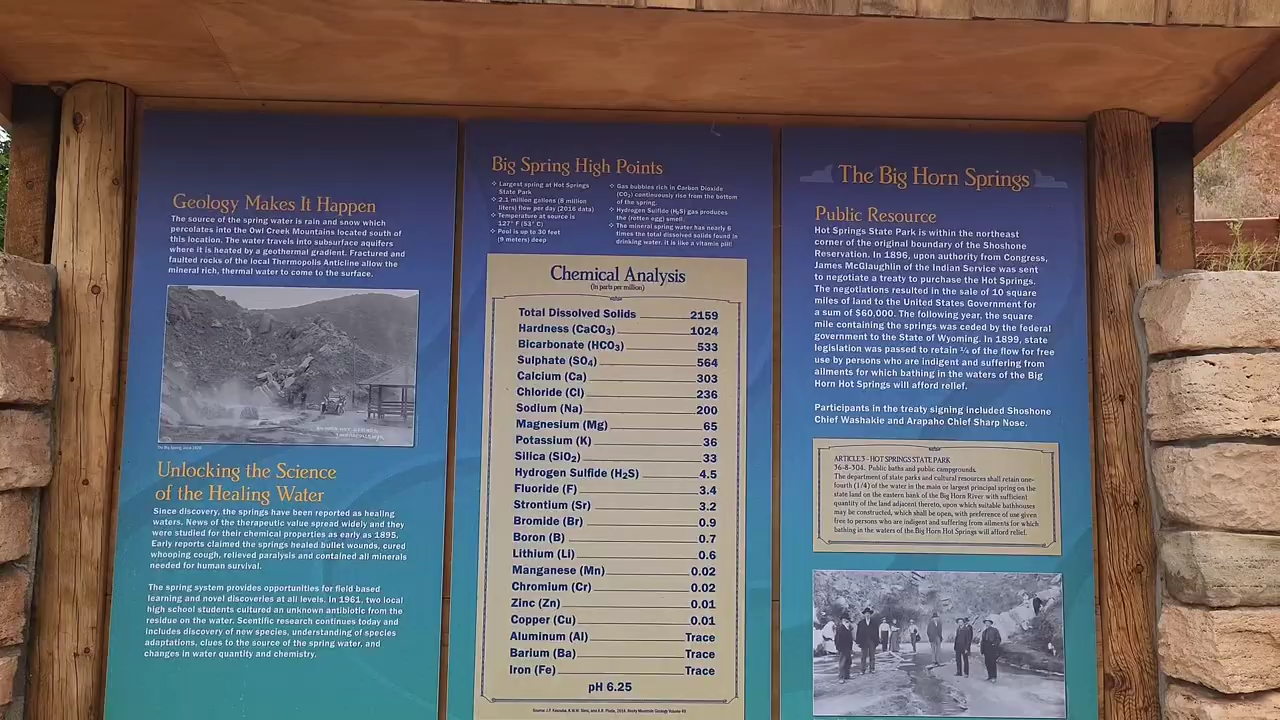 Geology Makes It Happen
The source of the spring water is rain and snow which
percolates into the Owl Creek Mountains located south of
this location. The water travels into subsurface aquifers
where it is heated by a geothermal gradient. Fractured and
faulted rocks of the local Thermopolis Anticline allow the
mineral rich, thermal water to come to the surface.
Unlocking the Science
of the Healing Water
Since discovery, the springs have been reported as healing
waters. News of the therapeutic value spread widely and they
were studied for their chemical properties as early as 1895.
Early reports claimed the springs healed bullet wounds, cured
whooping cough, relieved paralysis and contained all minerals
needed for human survival.
The spring system provides opportunities for field based
learning and novel discoveries at all levels. In 1961, two local
high school students cultured an unknown antibiotic from the
residue on the water. Scientific research continues today and
includes discovery of new species, understanding of species
adaptations, clues to the source of the spring water, and
changes in water quantity and chemistry.
Big Spring High Points
❖ Largest spring at Hot Springs
State Park
❖ 2.1 million gallons (8 million
liters) flow per day (2016 data)
❖ Temperature at source is
127° F (53° C)
❖ Pool is up to 30 feet
(9 meters) deep
❖ Gas bubbles rich in Carbon Dioxide
(CO₂) continuously rise from the bottom
of the spring.
❖ Hydrogen Sulfide (H₂S) gas produces
the (rotten egg) smell
❖ The mineral spring water has nearly 6
times the total dissolved solids found in
drinking water. It is like a vitamin pill!
Chemical Analysis
(in parts per million)
Total Dissolved Solids 2159
Hardness (CaCO₃) 1024
Bicarbonate (HCO₃) 533
Sulphate (SO₄) 564
Calcium (Ca) 303
Chloride (Cl) 236
Sodium (Na) 200
Magnesium (Mg) 65
Potassium (K) 36
Silica (SiO₂) 33
Hydrogen Sulfide (H₂S) 4.5
Fluoride (F) 3.4
Strontium (Sr) 3.2
Bromide (Br) 0.9
Boron (B) 0.7
Lithium (Li) 0.6
Manganese (Mn) 0.02
Chromium (Cr) 0.02
Zinc (Zn) 0.01
Copper (Cu) 0.01
Aluminum (Al) Trace
Barium (Ba) Trace
Iron (Fe) Trace
pH 6.25
The Big Horn Springs
Public Resource
Hot Springs State Park is within the northeast
corner of the original boundary of the Shoshone
Reservation. In 1896, upon authority from Congress,
James McGlaughlin of the Indian Service was sent
to negotiate a treaty to purchase the Hot Springs.
The negotiations resulted in the sale of 10 square
miles of land to the United States Government for
a sum of $60,000. The following year, the square
mile containing the springs was ceded by the federal
government to the State of Wyoming. In 1899, state
legislation was passed to retain ¼ of the flow for free
use by persons who are indigent and suffering from
ailments for which bathing in the waters of the Big
Horn Hot Springs will afford relief.
Participants in the treaty signing included Shoshone
Chief Washakie and Arapaho Chief Sharp Nose.
ARTICLE 3 - HOT SPRINGS STATE PARK
36-8-304. Public baths and public campgrounds.
The department of state parks and cultural resources shall retain one-
fourth (1/4) of the water in the main or largest principal spring on the
state land on the eastern bank of the Big Horn River with sufficient
quantity of the land adjacent thereto, upon which suitable bathhouses
may be constructed, which shall be open, with preference of use given
free to persons who are indigent and suffering from ailments for which
bathing in the waters of the Big Horn Hot Springs will afford relief.